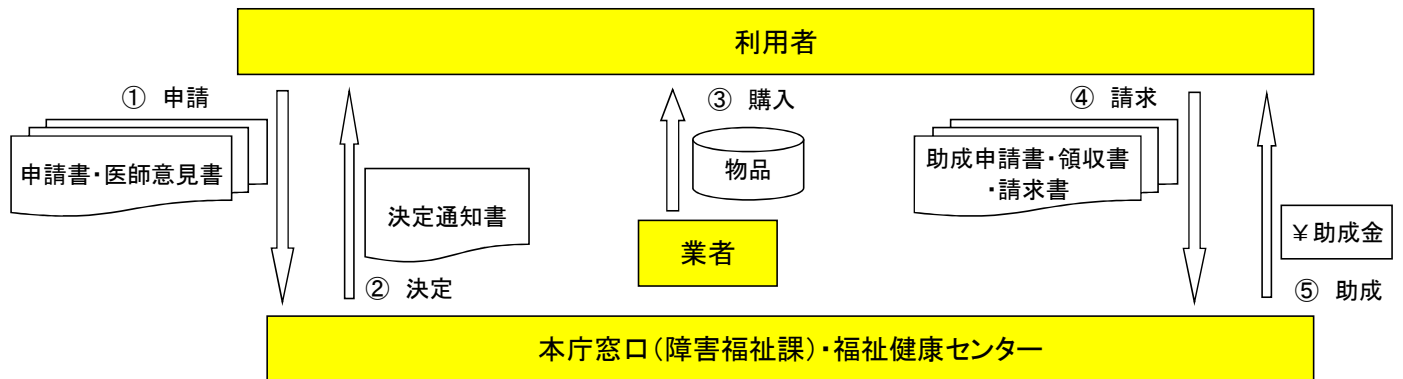 利用者
① 申請
申請書・医師意見書
決定通知書
② 決定
③ 購入
物品
業者
④ 請求
助成申請書・領収書
・請求書
￥助成金
⑤ 助成
本庁窓口（障害福祉課）・福祉健康センター